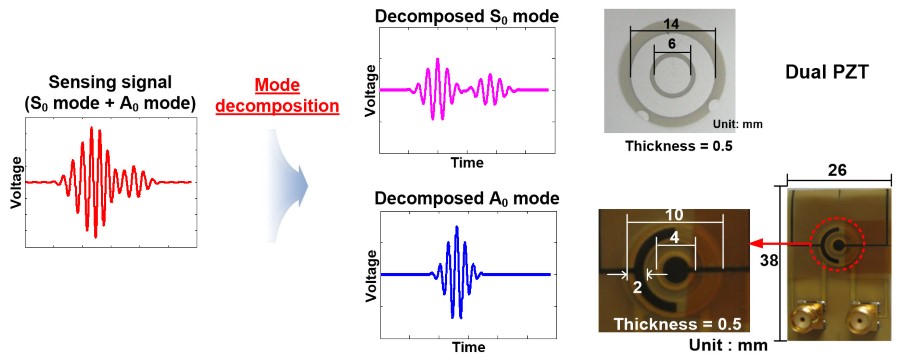 Sensing signal
(S₀ mode + A₀ mode)
Voltage
Mode
decomposition
Decomposed S₀ mode
Voltage
Time
Decomposed A₀ mode
Voltage
Time
14
6
Unit: mm
Thickness = 0.5
Dual PZT
10
4
2
Thickness = 0.5
26
38
Unit : mm